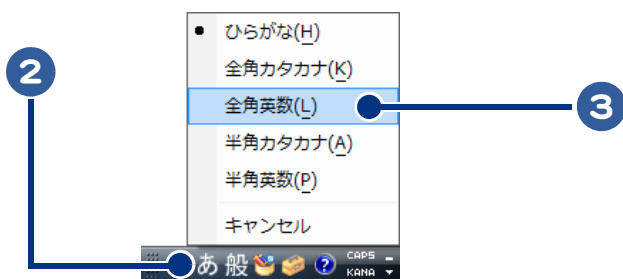 ひらがな(H)
全角カタカナ(K)
全角英数(L)
半角カタカナ(A)
半角英数(P)
キャンセル
2
3
あ 般 ? CAPS
KANA